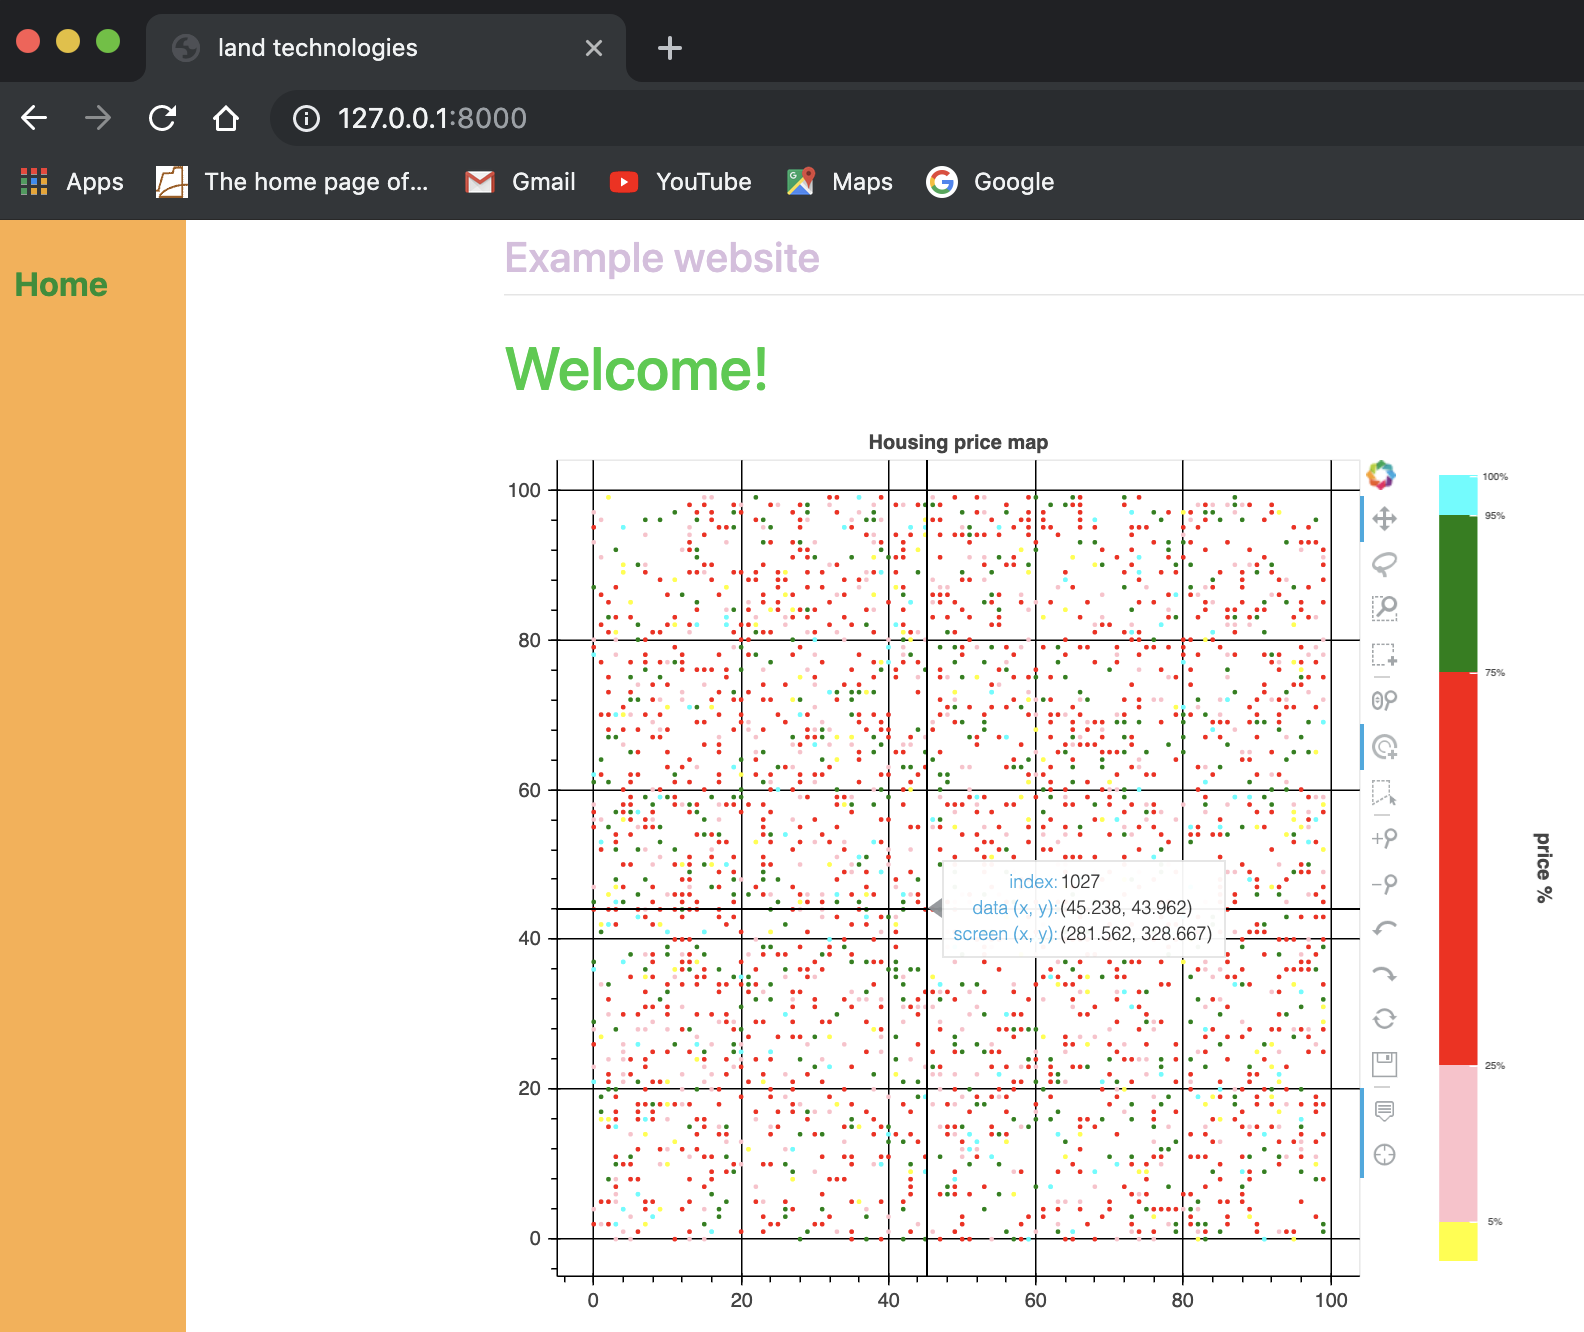 land technologies
127.0.0.1:8000
Apps
The home page of...
Gmail
YouTube
Maps
Google
Home
Example website
Welcome!
Housing price map
100
80
60
40
20
0
0
20
40
60
80
100
index: 1027
data (x, y): (45.238, 43.962)
screen (x, y): (281.562, 328.667)
100%
95%
75%
25%
5%
price %